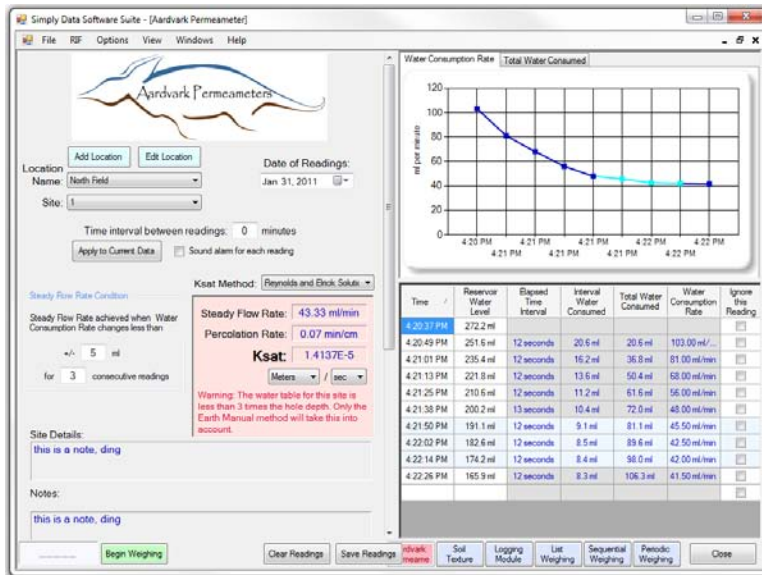 Simply Data Software Suite - [Aardvark Permeameter]
File RIF Options View Windows Help
Aardvark Permeameters
Add Location Edit Location
Location
Name: North Field
Site: 1
Date of Readings:
Jan 31, 2011
Time interval between readings: 0 minutes
Apply to Current Data Sound alarm for each reading
Ksat Method: Reynolds and Elrick Solutic
Steady Flow Rate Condition
Steady Flow Rate achieved when Water
Consumption Rate changes less than
+/- 5 ml
for 3 consecutive readings
Steady Flow Rate: 43.33 ml/min
Percolation Rate: 0.07 min/cm
Ksat: 1.4137E-5
Meters / sec
Warning: The water table for this site is
less than 3 times the hole depth. Only the
Earth Manual method will take this into
account.
Site Details:
this is a note, ding
Notes:
this is a note, ding
Begin Weighing Clear Readings Save Readings
Water Consumption Rate Total Water Consumed
ml per minute
120
100
80
60
40
20
0
4:20 PM 4:21 PM 4:21 PM 4:22 PM 4:22 PM
4:21 PM 4:21 PM 4:21 PM 4:22 PM
Time Reservoir Water Level Elapsed Time Interval Interval Water Consumed Total Water Consumed Water Consumption Rate Ignore this Reading
4:20:37 PM 272.2 ml
4:20:49 PM 251.6 ml 12 seconds 20.6 ml 20.6 ml 103.00 ml/...
4:21:01 PM 235.4 ml 12 seconds 16.2 ml 36.8 ml 81.00 ml/min
4:21:13 PM 221.8 ml 12 seconds 13.6 ml 50.4 ml 68.00 ml/min
4:21:25 PM 210.6 ml 12 seconds 11.2 ml 61.6 ml 56.00 ml/min
4:21:38 PM 200.2 ml 13 seconds 10.4 ml 72.0 ml 48.00 ml/min
4:21:50 PM 191.1 ml 12 seconds 9.1 ml 81.1 ml 45.50 ml/min
4:22:02 PM 182.6 ml 12 seconds 8.5 ml 89.6 ml 42.50 ml/min
4:22:14 PM 174.2 ml 12 seconds 8.4 ml 98.0 ml 42.00 ml/min
4:22:26 PM 165.9 ml 12 seconds 8.3 ml 106.3 ml 41.50 ml/min
rdvark Soil Logging List Sequential Periodic Close
rmeame Texture Module Weighing Weighing Weighing